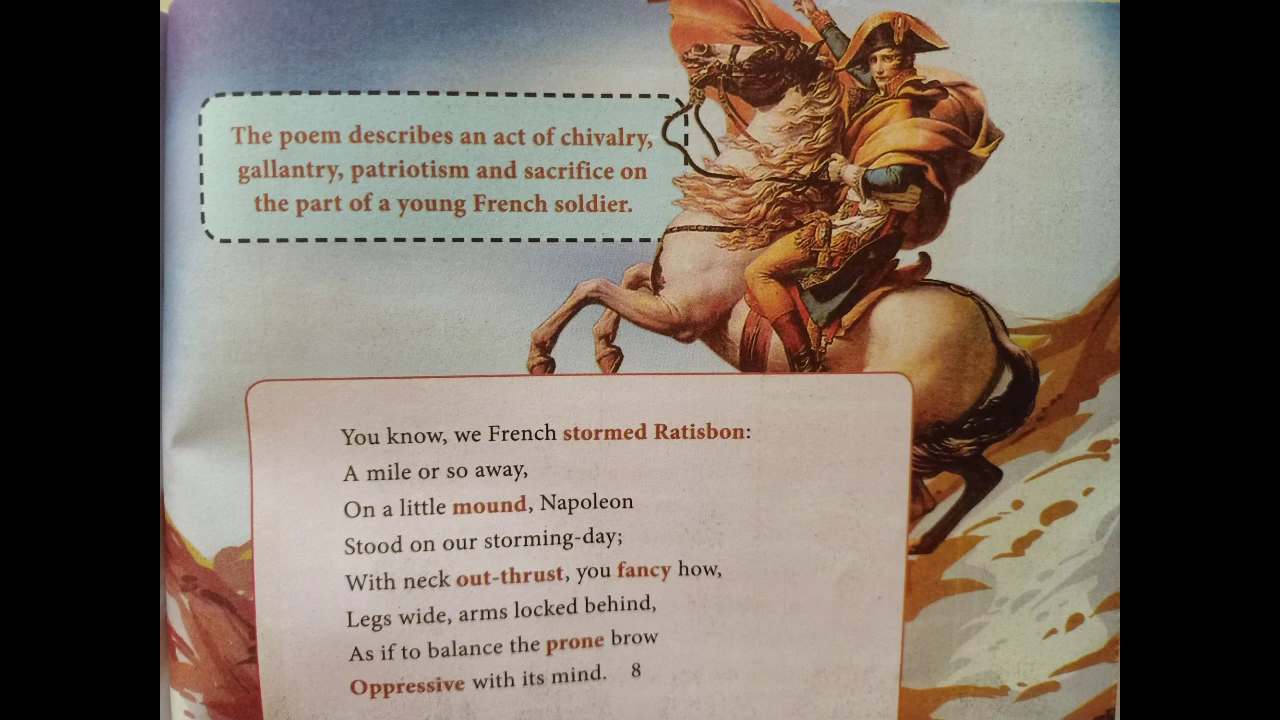 The poem describes an act of chivalry,
gallantry, patriotism and sacrifice on
the part of a young French soldier.
You know, we French stormed Ratisbon:
A mile or so away,
On a little mound, Napoleon
Stood on our storming-day;
With neck out-thrust, you fancy how,
Legs wide, arms locked behind,
As if to balance the prone brow
Oppressive with its mind. 8